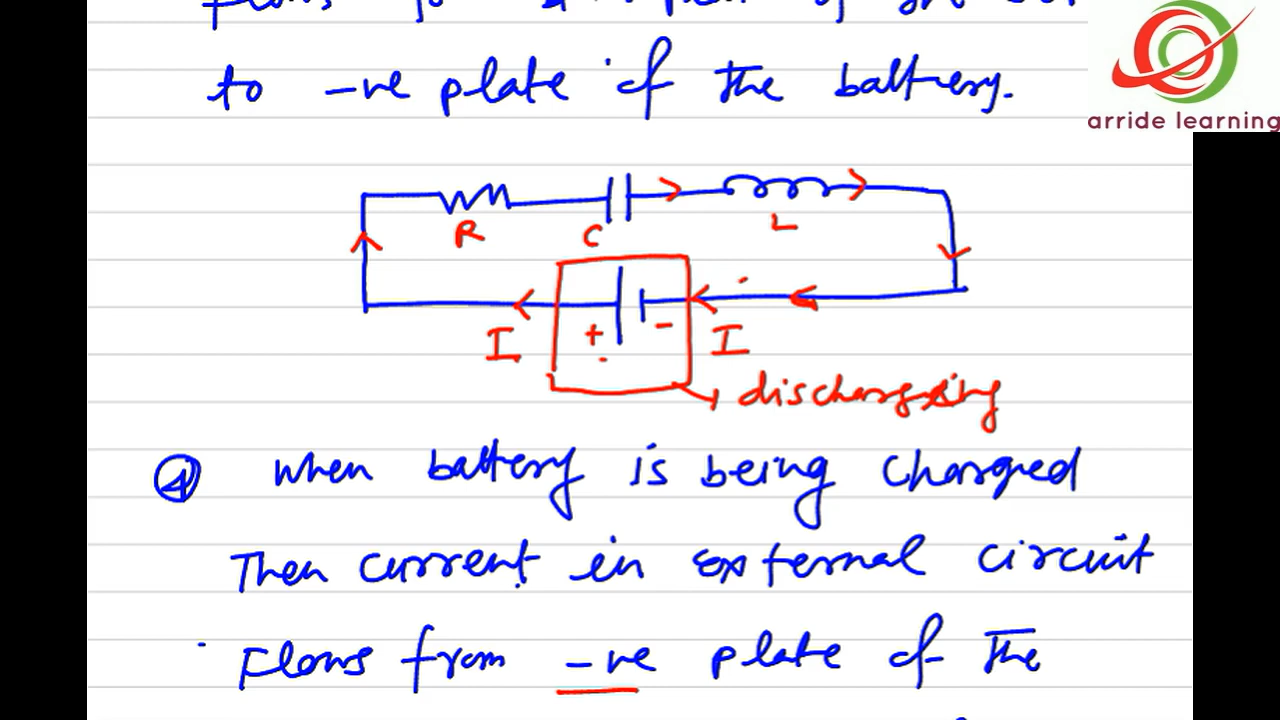 to -ve plate of the battery.
arride learning
R
C
L
I
+
-
I
discharging
④ when battery is being charged
Then current in external circuit
Flows from -ve plate of the